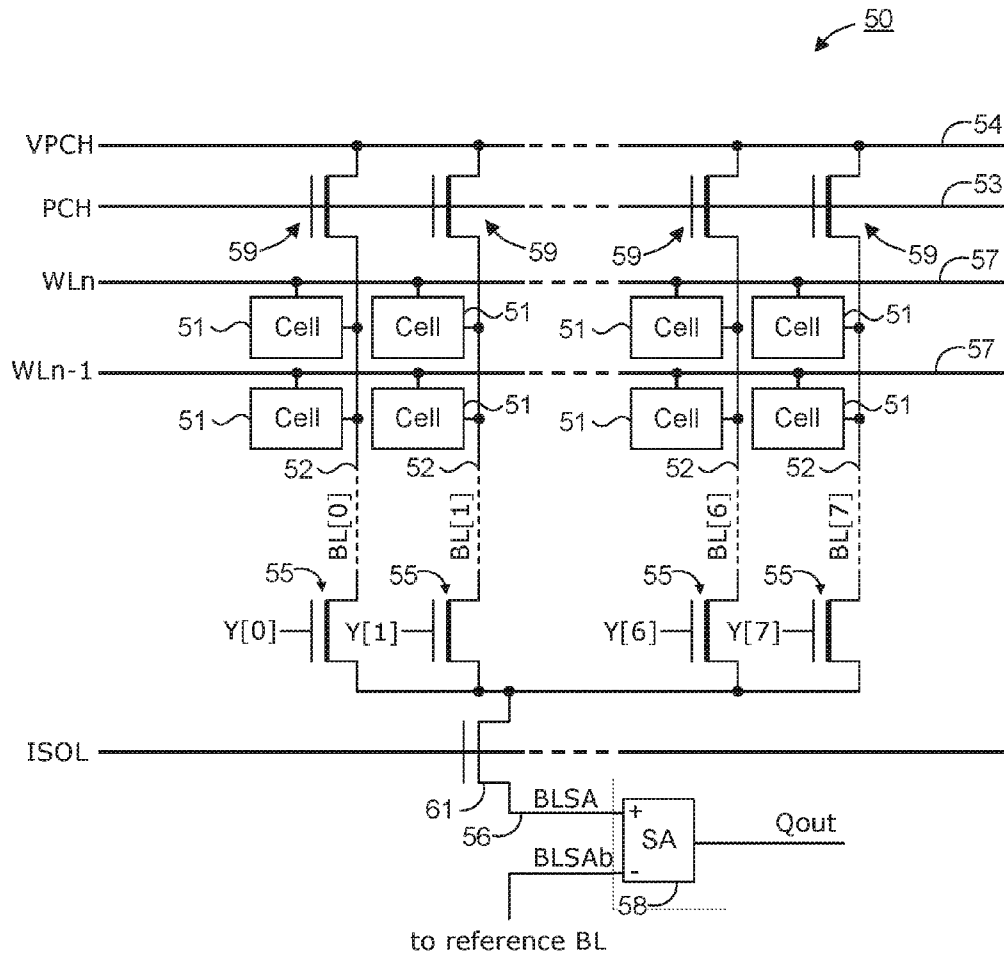 50
VPCH
54
PCH
53
59
59
59
59
WLn
57
51 Cell Cell 51 51 Cell Cell 51
WLn-1
57
51 Cell Cell 51 51 Cell Cell 51
52 52 52 52
BL[0] BL[1] BL[6] BL[7]
55 55 55 55
Y[0] Y[1] Y[6] Y[7]
ISOL
61
BLSA
56
+
SA
Qout
BLSAb
-
58
to reference BL